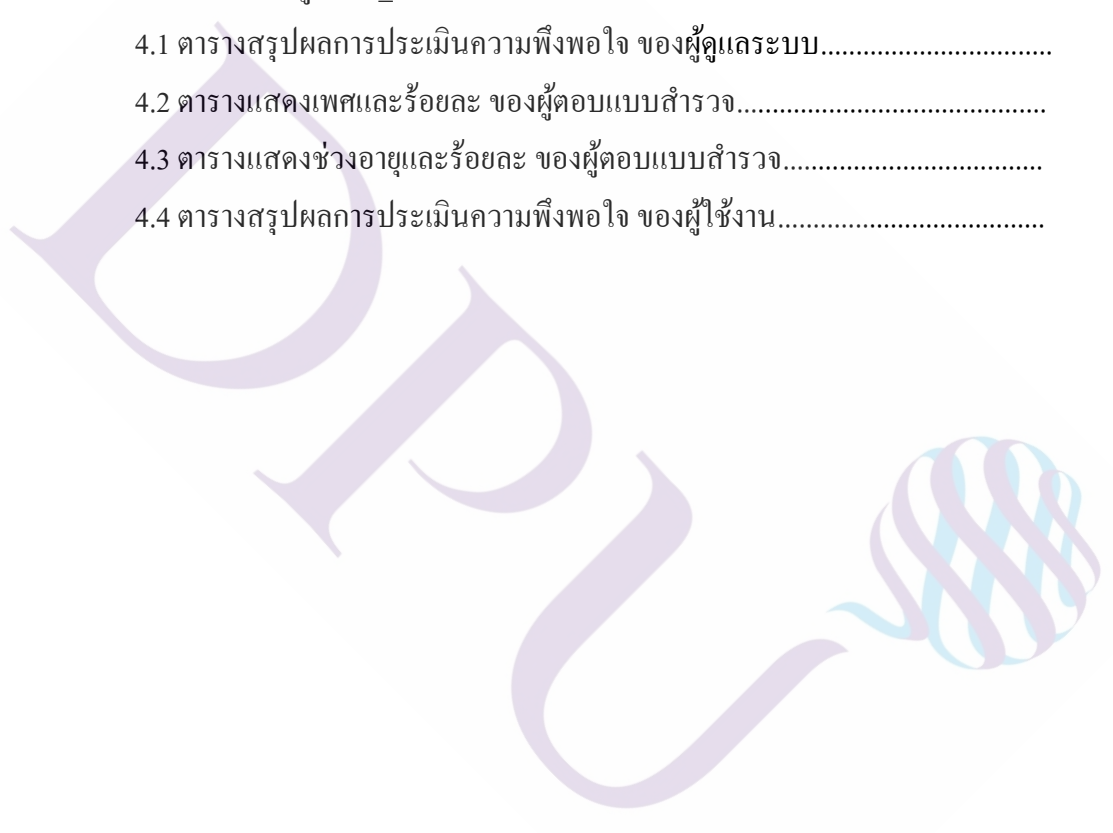 4.1 ตารางสรุปผลการประเมินความพึงพอใจ ของผู้ดูแลระบบ.................................
4.2 ตารางแสดงเพศและร้อยละ ของผู้ตอบแบบสำรวจ............................................
4.3 ตารางแสดงช่วงอายุและร้อยละ ของผู้ตอบแบบสำรวจ.....................................
4.4 ตารางสรุปผลการประเมินความพึงพอใจ ของผู้ใช้งาน......................................
DPU